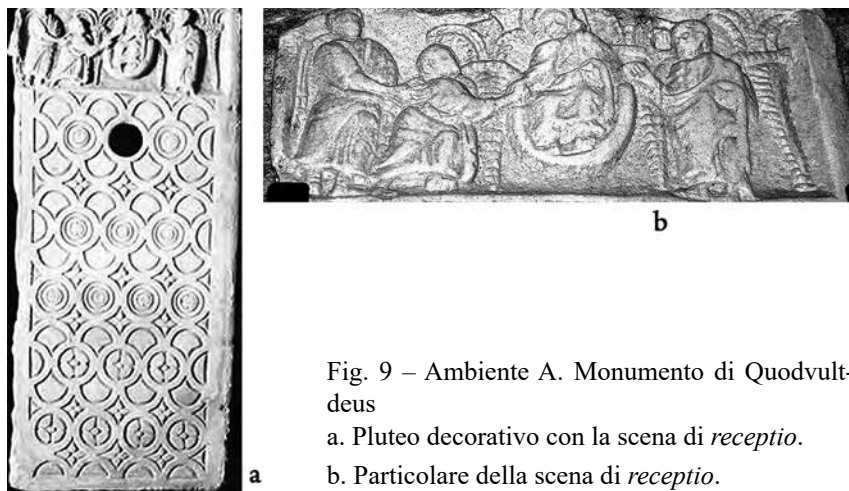 a
b
Fig. 9 – Ambiente A. Monumento di Quodvult-
deus
a. Pluteo decorativo con la scena di receptio.
b. Particolare della scena di receptio.